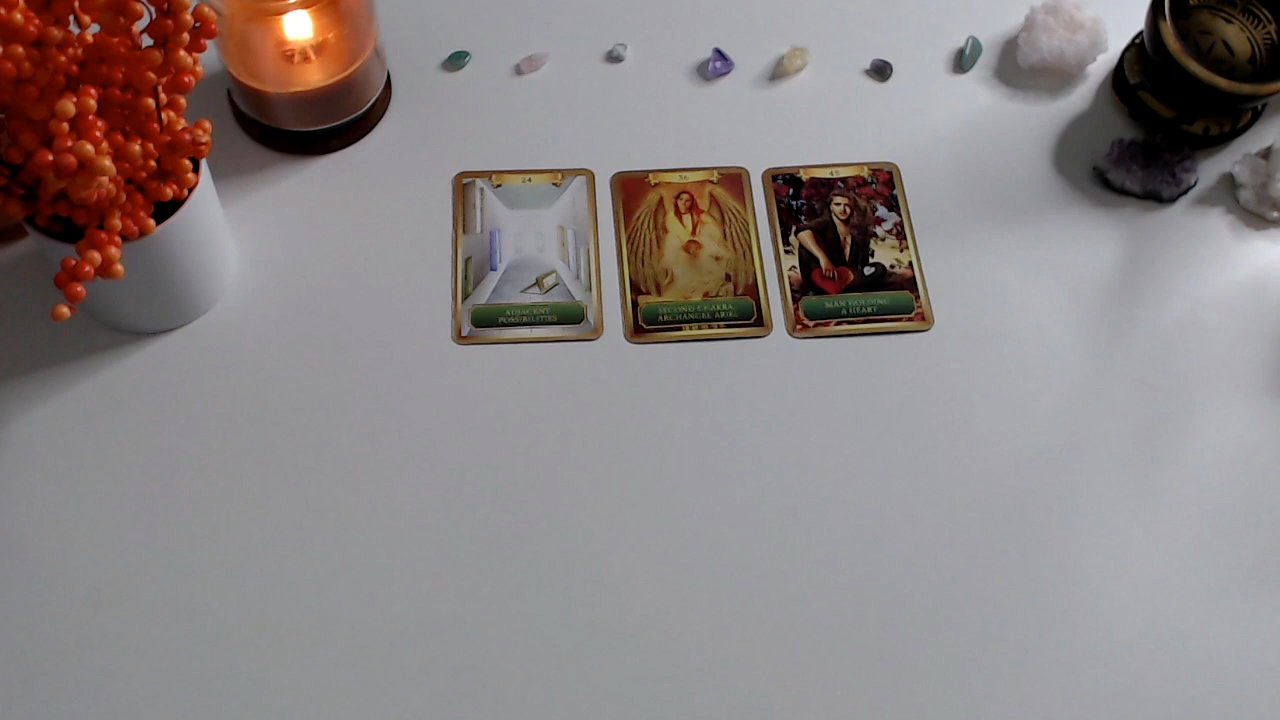 24
ADJACENT
POSSIBILITIES
36
SECOND CHAKRA
ARCHANGEL ARIEL
45
MAN HOLDING
A HEART